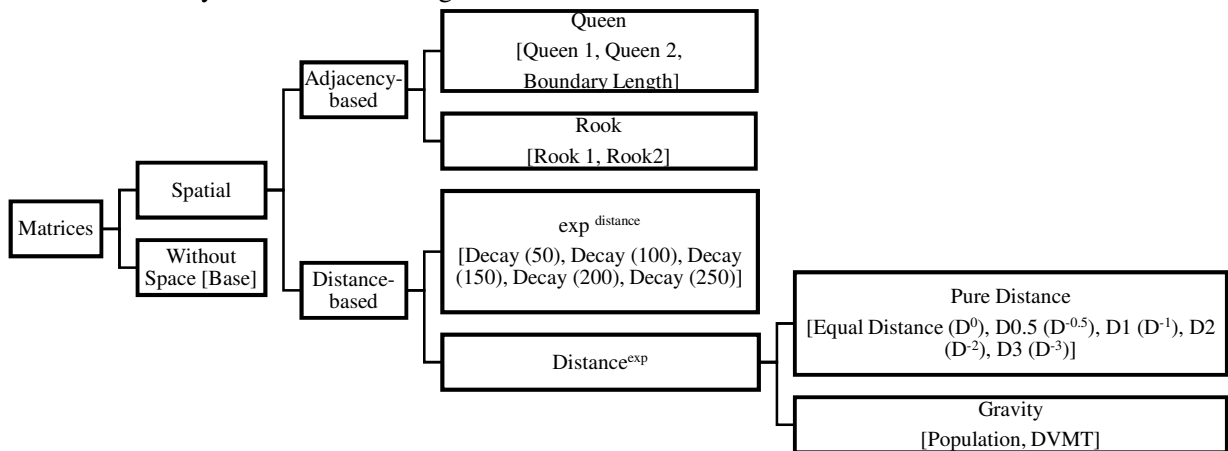 Queen
[Queen 1, Queen 2,
Boundary Length]
Adjacency-
based
Rook
[Rook 1, Rook2]
Spatial
Matrices
Without
Space [Base]
exp distance
[Decay (50), Decay (100), Decay
(150), Decay (200), Decay (250)]
Distance-
based
Distanceexp
Pure Distance
[Equal Distance (D⁰), D0.5 (D⁻⁰·⁵), D1 (D⁻¹), D2
(D⁻²), D3 (D⁻³)]
Gravity
[Population, DVMT]